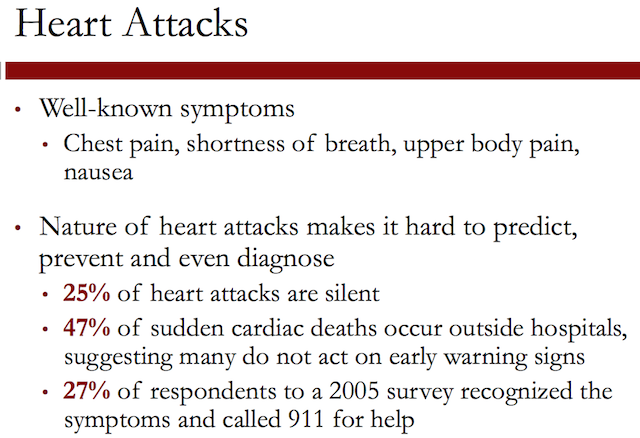 Heart Attacks
• Well-known symptoms
• Chest pain, shortness of breath, upper body pain,
nausea
• Nature of heart attacks makes it hard to predict,
prevent and even diagnose
• 25% of heart attacks are silent
• 47% of sudden cardiac deaths occur outside hospitals,
suggesting many do not act on early warning signs
• 27% of respondents to a 2005 survey recognized the
symptoms and called 911 for help